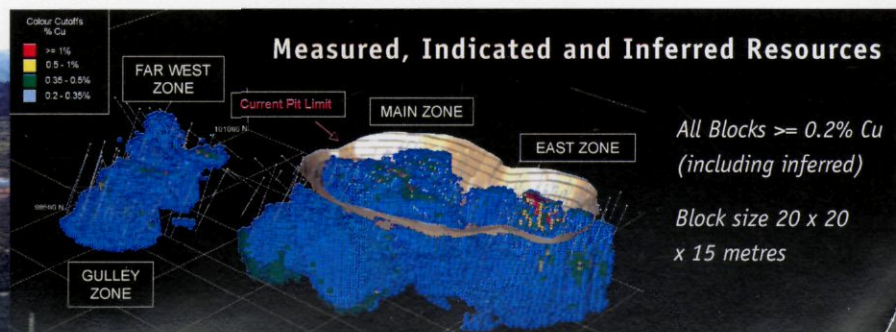 Colour Cutoffs
% Cu
>= 1%
0.5 - 1%
0.35 - 0.5%
0.2 - 0.35%
Measured, Indicated and Inferred Resources
FAR WEST
ZONE
Current Pit Limit
MAIN ZONE
EAST ZONE
GULLEY
ZONE
All Blocks >= 0.2% Cu
(including inferred)
Block size 20 x 20
x 15 metres